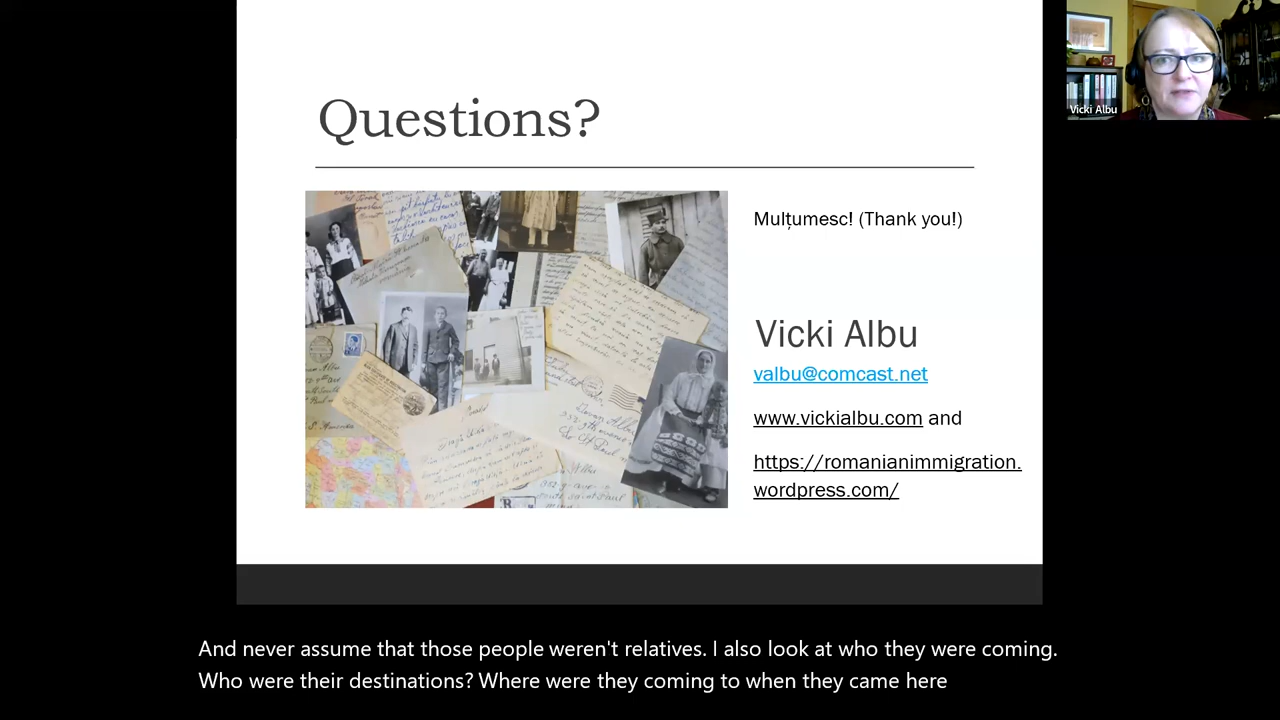 Vicki Albu
Questions?
Mulțumesc! (Thank you!)
Vicki Albu
valbu@comcast.net
www.vickialbu.com and
https://romanianimmigration.
wordpress.com/
And never assume that those people weren't relatives. I also look at who they were coming.
Who were their destinations? Where were they coming to when they came here